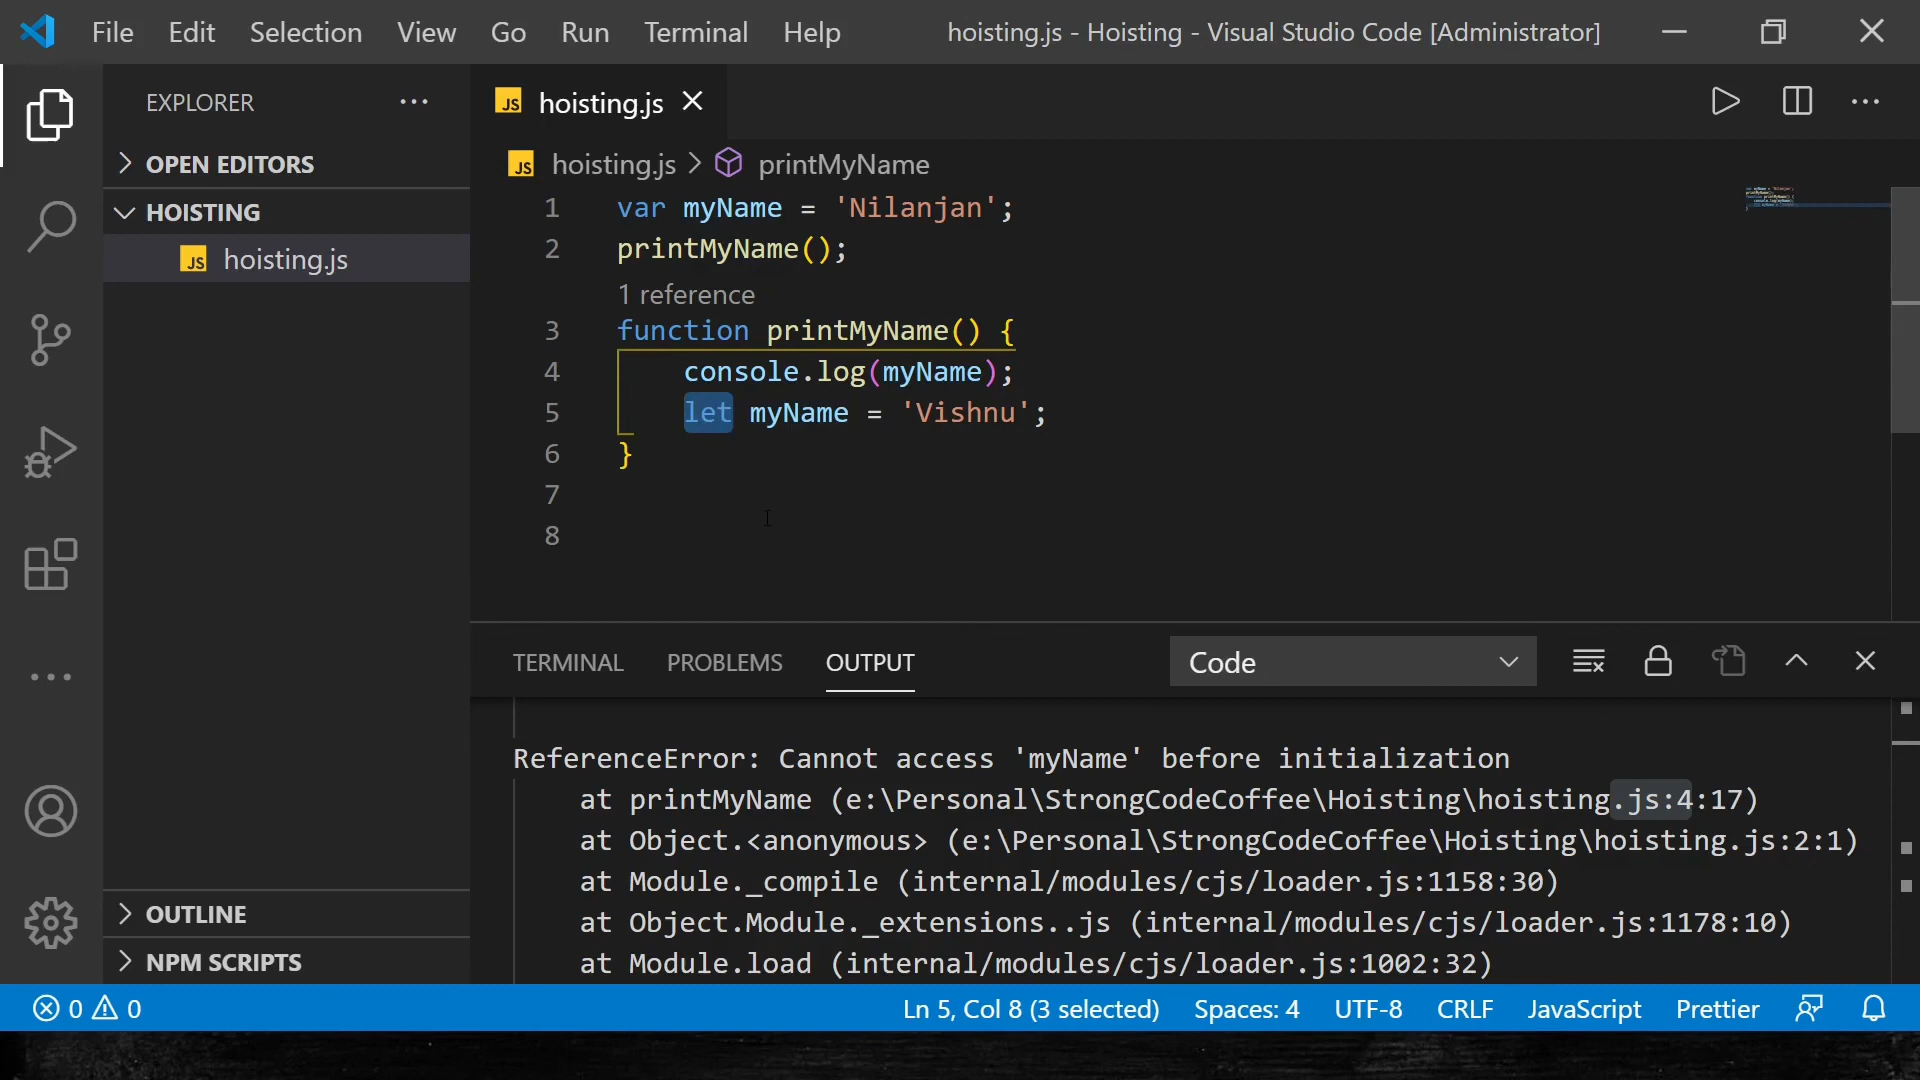 File Edit Selection View Go Run Terminal Help hoisting.js - Hoisting - Visual Studio Code [Administrator]
EXPLORER
OPEN EDITORS
HOISTING
JS hoisting.js
OUTLINE
NPM SCRIPTS
JS hoisting.js
JS hoisting.js > printMyName
1 var myName = 'Nilanjan';
2 printMyName();
1 reference
3 function printMyName() {
4 console.log(myName);
5 let myName = 'Vishnu';
6 }
7
8
TERMINAL PROBLEMS OUTPUT Code
ReferenceError: Cannot access 'myName' before initialization
at printMyName (e:\Personal\StrongCodeCoffee\Hoisting\hoisting.js:4:17)
at Object.<anonymous> (e:\Personal\StrongCodeCoffee\Hoisting\hoisting.js:2:1)
at Module._compile (internal/modules/cjs/loader.js:1158:30)
at Object.Module._extensions..js (internal/modules/cjs/loader.js:1178:10)
at Module.load (internal/modules/cjs/loader.js:1002:32)
0 0 Ln 5, Col 8 (3 selected) Spaces: 4 UTF-8 CRLF JavaScript Prettier